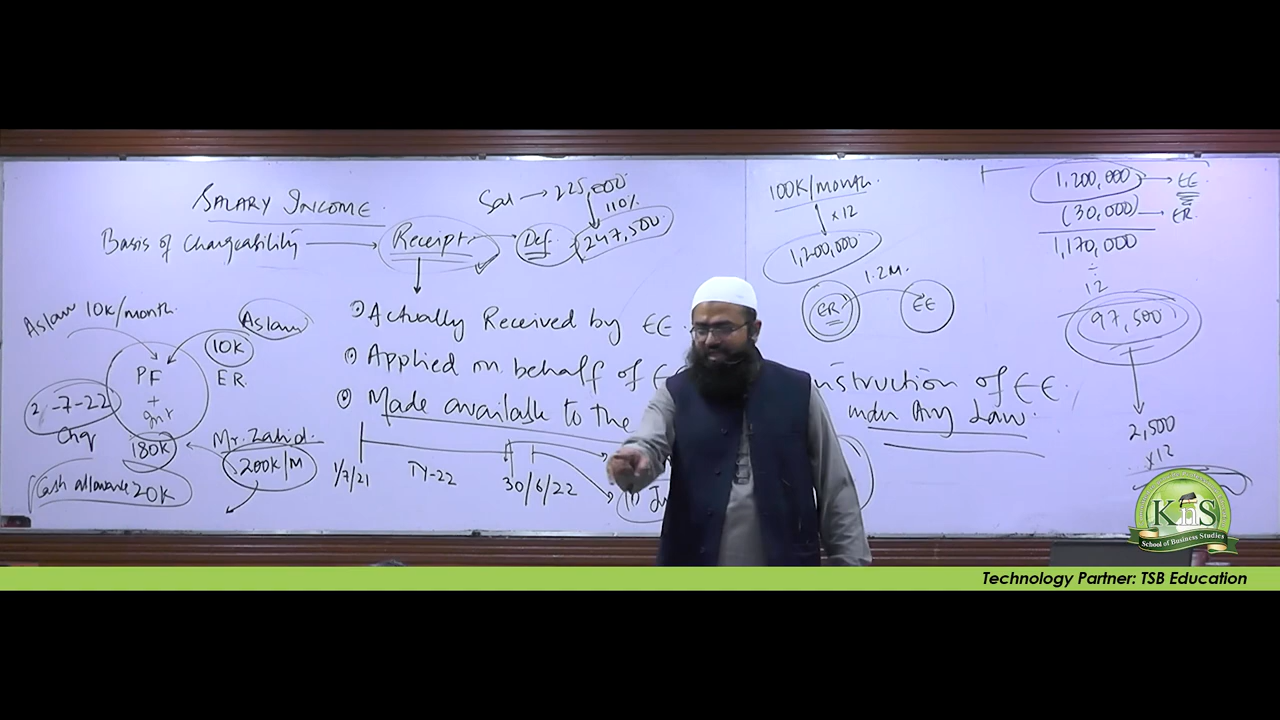 SALARY INCOME
Sal → 225,000
110%
Basis of Chargeability → Receipt → Def. 247,500
Aslam 10K/month.
Aslam
10K
ER.
PF
+
2 -7-22
Chq
180K
Mr. Zahid.
200K/M
Cash allowance 20K
Actually Received by EE.
Applied on behalf of
nstruction of EE.
Made available to the
under Any Law.
1/7/21
TY-22
30/6/22
100K/month.
x12
1,200,000
1.2M.
ER
EE
1,200,000 → EE
(30,000) → ER.
1,170,000
÷
12
97,500
2,500
x12
KnS
School of Business Studies
Technology Partner: TSB Education